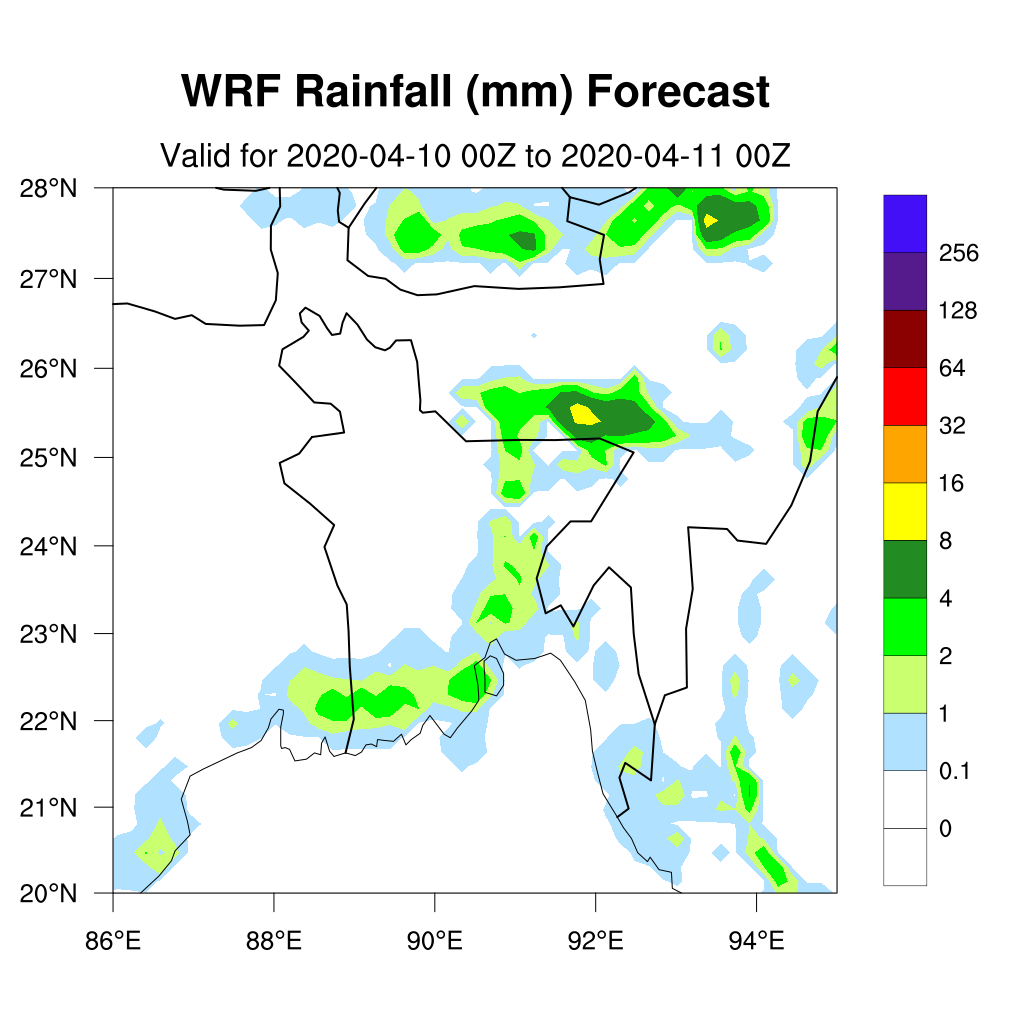 WRF Rainfall (mm) Forecast
Valid for 2020-04-10 00Z to 2020-04-11 00Z
28°N
27°N
26°N
25°N
24°N
23°N
22°N
21°N
20°N
86°E 88°E 90°E 92°E 94°E
256
128
64
32
16
8
4
2
1
0.1
0